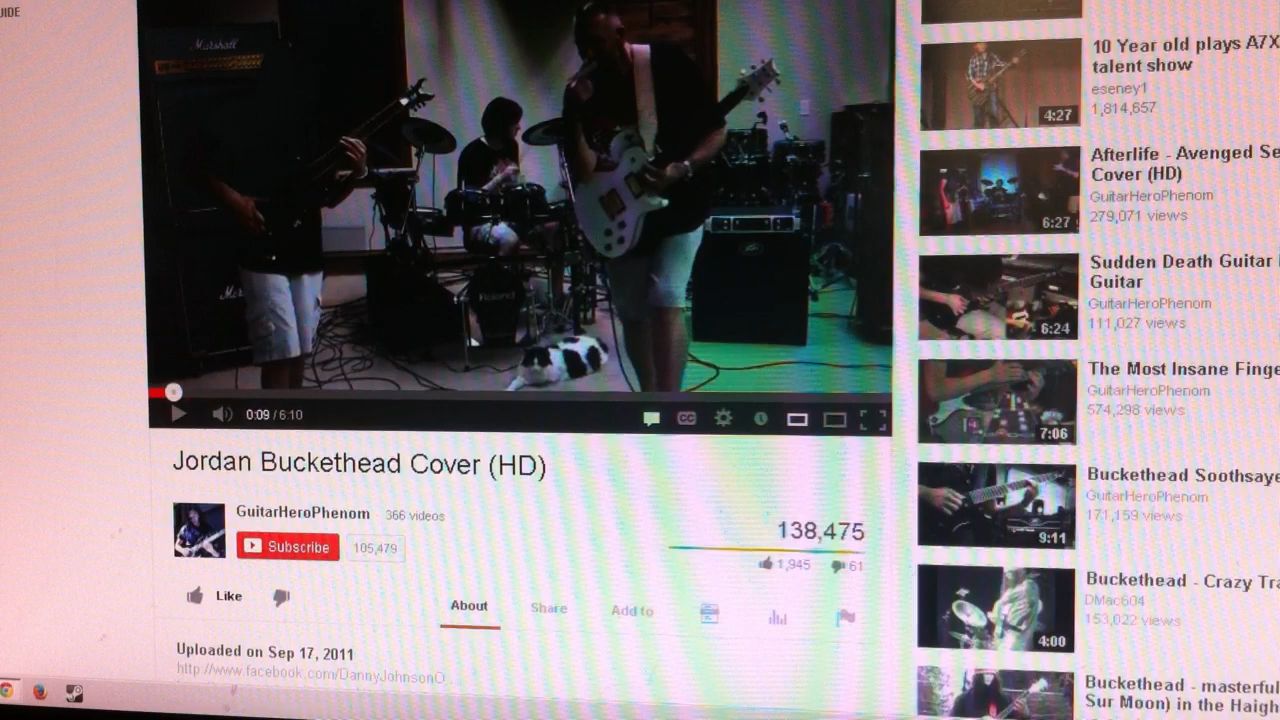 UIDE
Marshall
Roland
0:09 / 6:10
CC
Jordan Buckethead Cover (HD)
GuitarHeroPhenom 366 videos
Subscribe 105,479
138,475
1,945 61
Like
About Share Add to
Uploaded on Sep 17, 2011
http://www.facebook.com/DannyJohnsonO
10 Year old plays A7X
talent show
eseney1
1,814,657
4:27
Afterlife - Avenged Se
Cover (HD)
GuitarHeroPhenom
279,071 views
6:27
Sudden Death Guitar
Guitar
GuitarHeroPhenom
111,027 views
6:24
The Most Insane Finge
GuitarHeroPhenom
574,298 views
7:06
Buckethead Soothsaye
GuitarHeroPhenom
171,159 views
9:11
Buckethead - Crazy Tra
DMac604
153,022 views
4:00
Buckethead - masterful
Sur Moon) in the Haigh